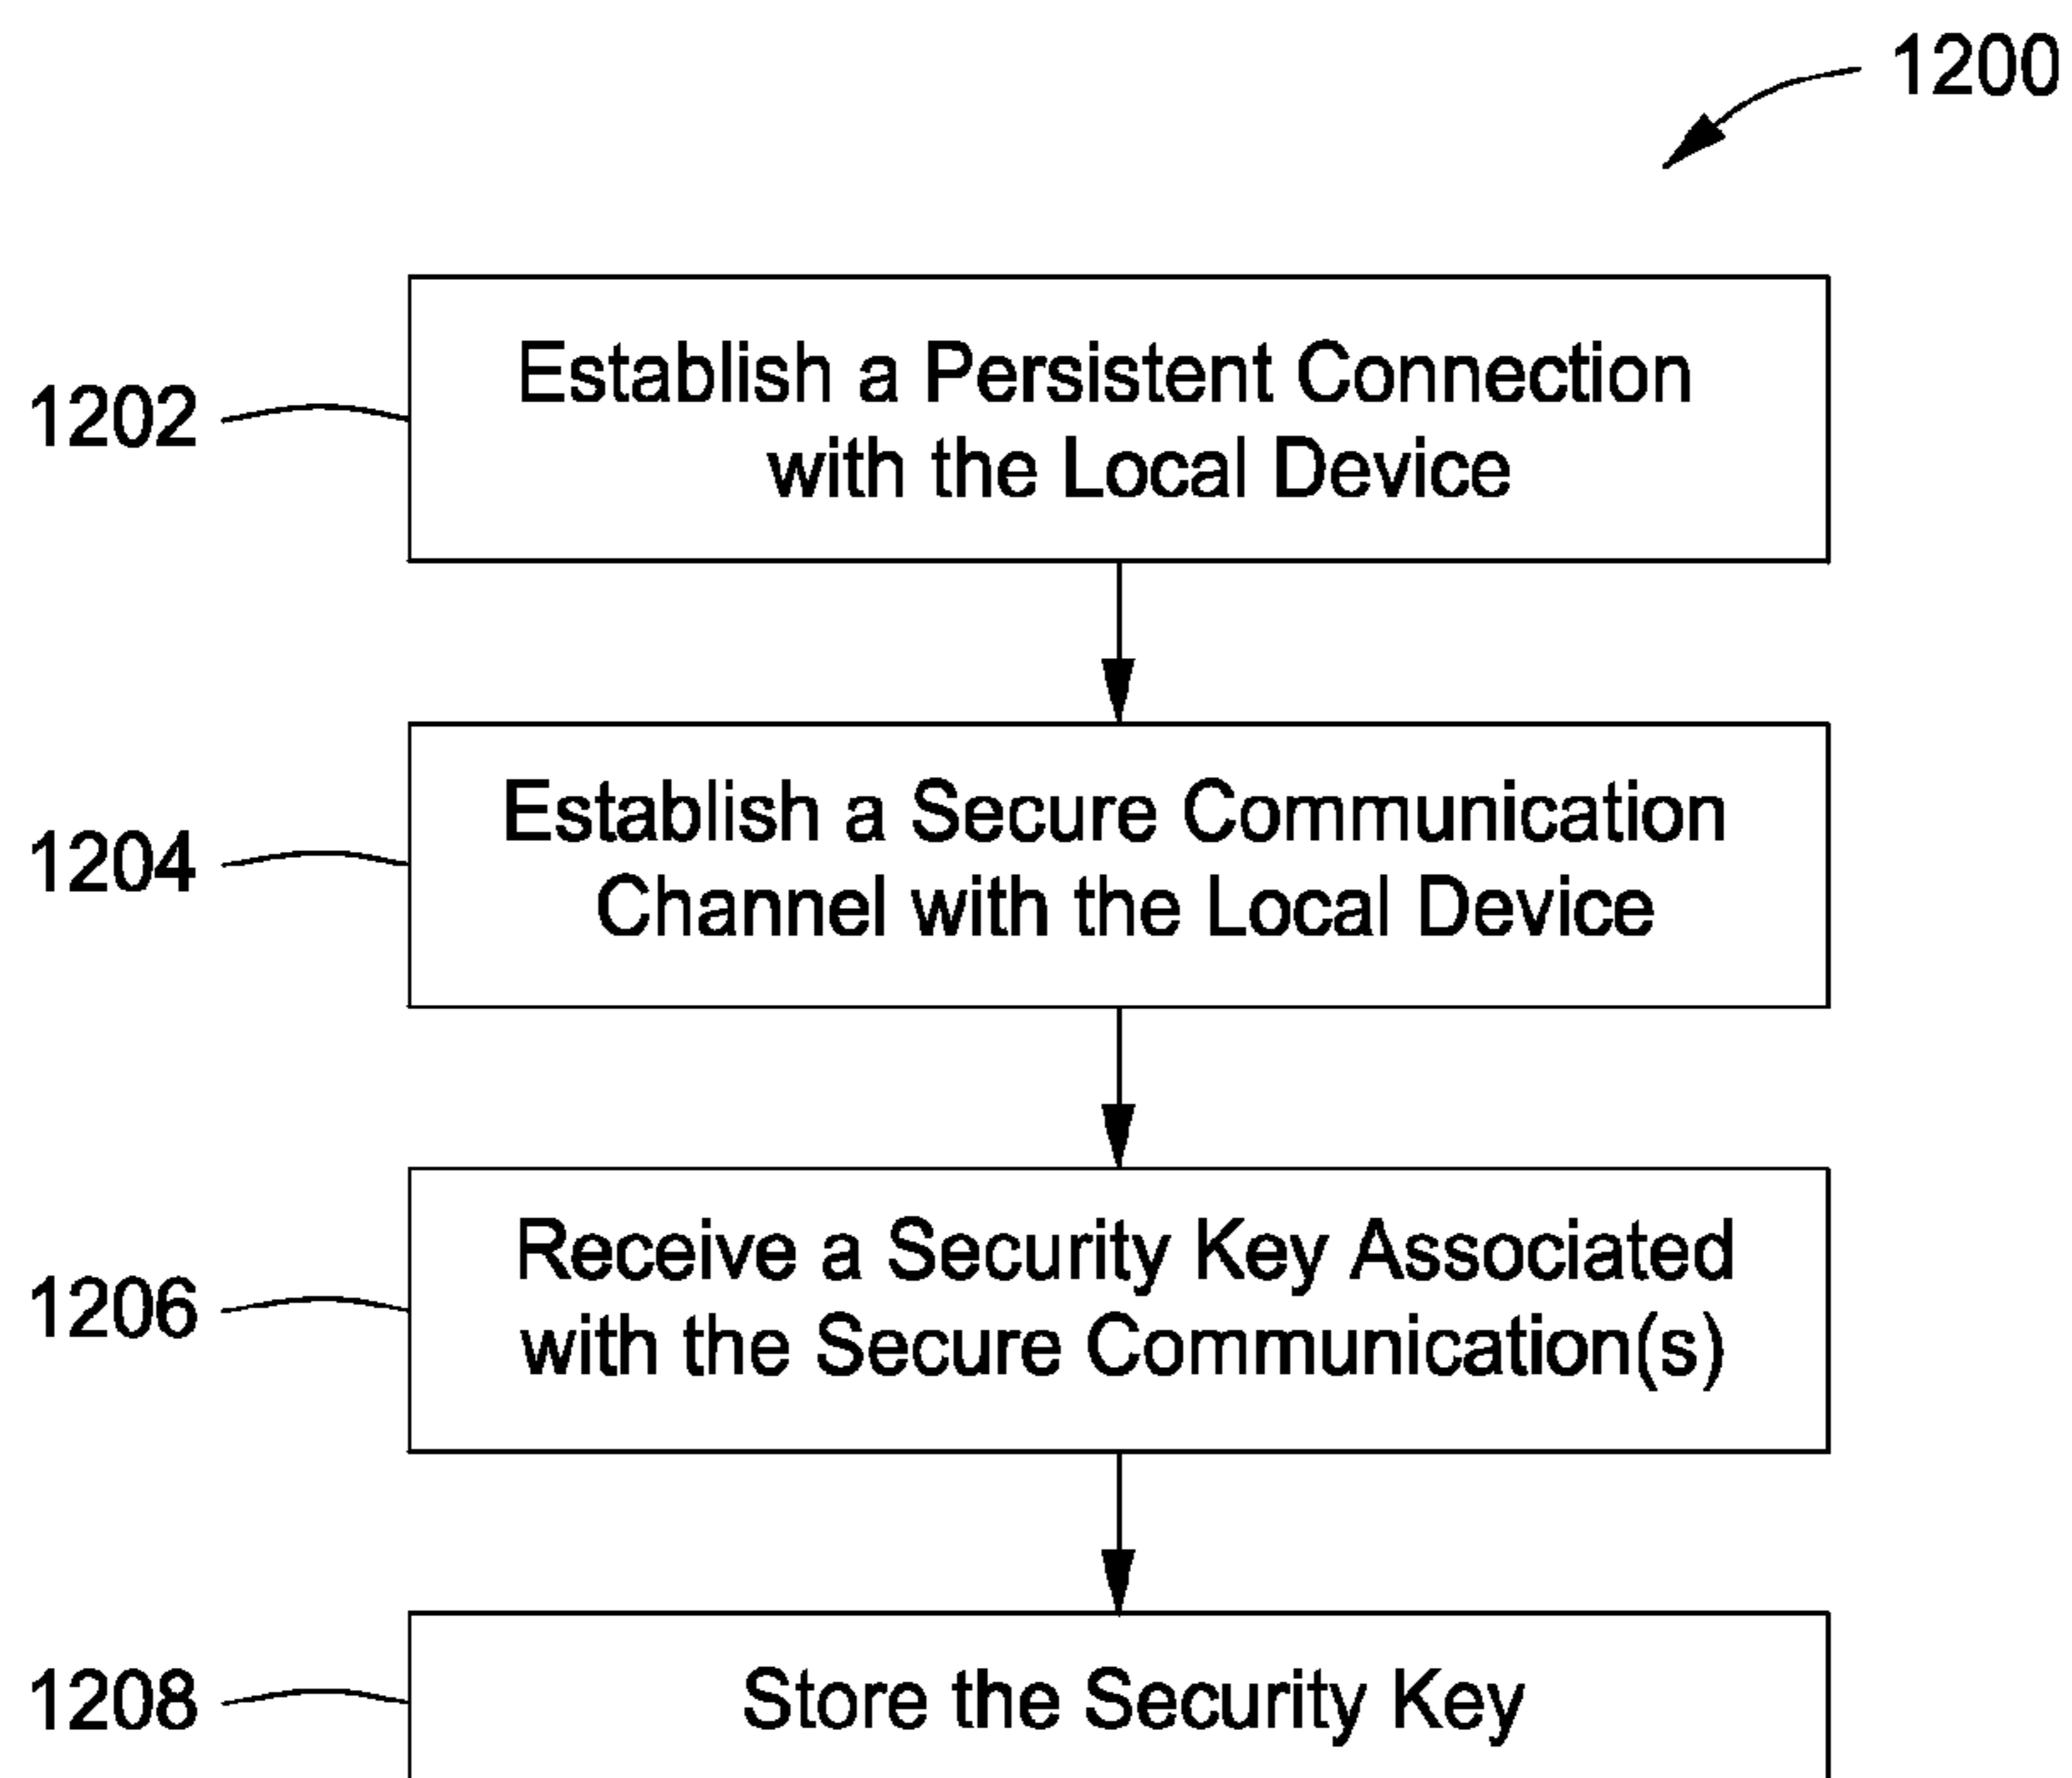 1200
1202
Establish a Persistent Connection
with the Local Device
1204
Establish a Secure Communication
Channel with the Local Device
1206
Receive a Security Key Associated
with the Secure Communication(s)
1208
Store the Security Key